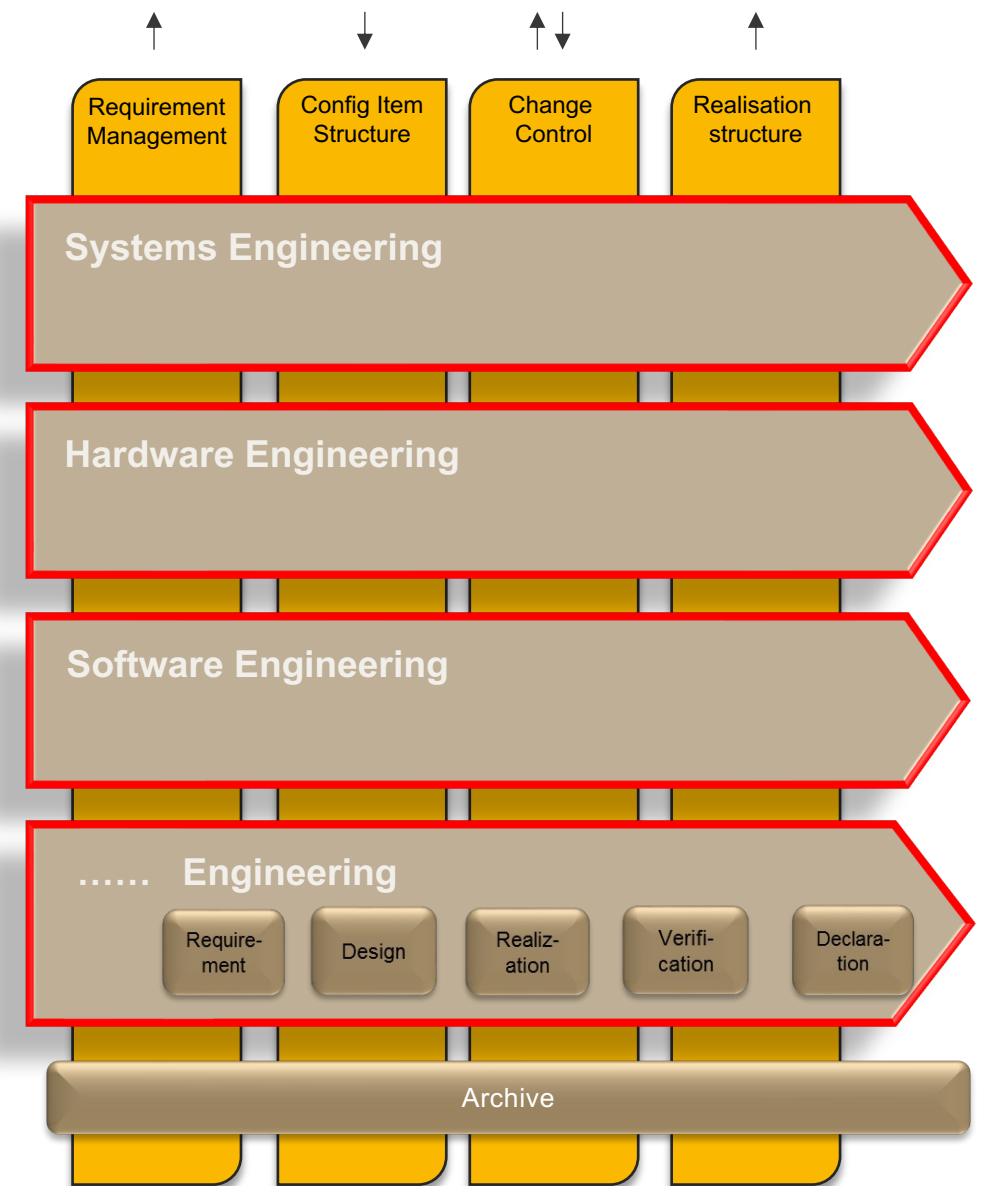 Requirement
Management
Config Item
Structure
Change
Control
Realisation
structure
Systems Engineering
Hardware Engineering
Software Engineering
…… Engineering
Require-
ment
Design
Realiz-
ation
Verifi-
cation
Declara-
tion
Archive